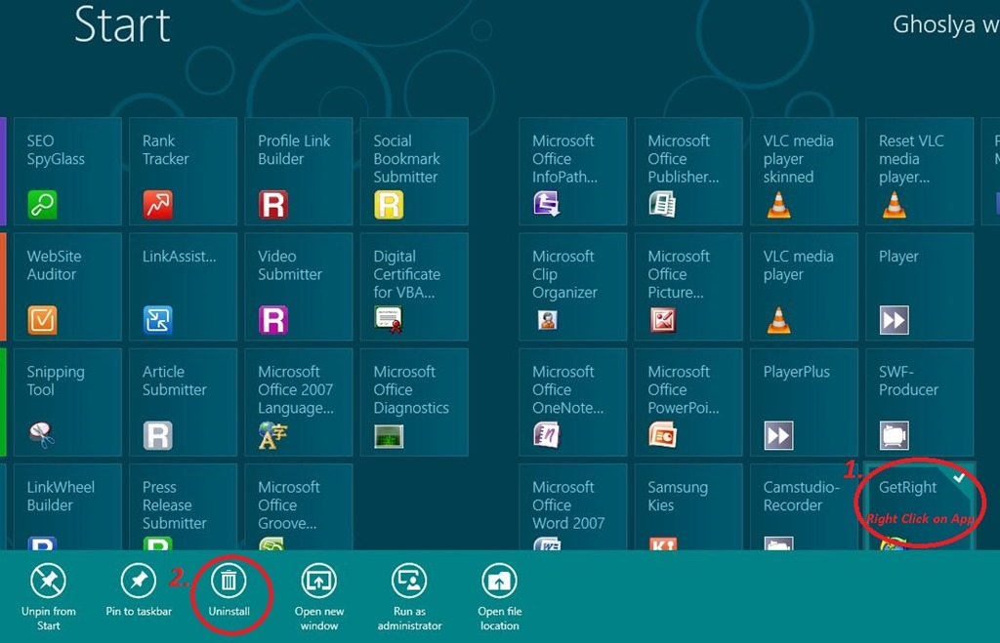 Start
Ghoslya w
SEO
SpyGlass
Rank
Tracker
Profile Link
Builder
Social
Bookmark
Submitter
Microsoft
Office
InfoPath...
Microsoft
Office
Publisher...
VLC media
player
skinned
Reset VLC
media
player...
WebSite
Auditor
LinkAssist...
Video
Submitter
Digital
Certificate
for VBA...
Microsoft
Clip
Organizer
Microsoft
Office
Picture...
VLC media
player
Player
Snipping
Tool
Article
Submitter
Microsoft
Office 2007
Language...
Microsoft
Office
Diagnostics
Microsoft
Office
OneNote...
Microsoft
Office
PowerPoi...
PlayerPlus
SWF-
Producer
LinkWheel
Builder
Press
Release
Submitter
Microsoft
Office
Groove...
Microsoft
Office
Word 2007
Samsung
Kies
Camstudio-
Recorder
1.
GetRight
Right Click on App
2.
Unpin from
Start
Pin to taskbar
Uninstall
Open new
window
Run as
administrator
Open file
location